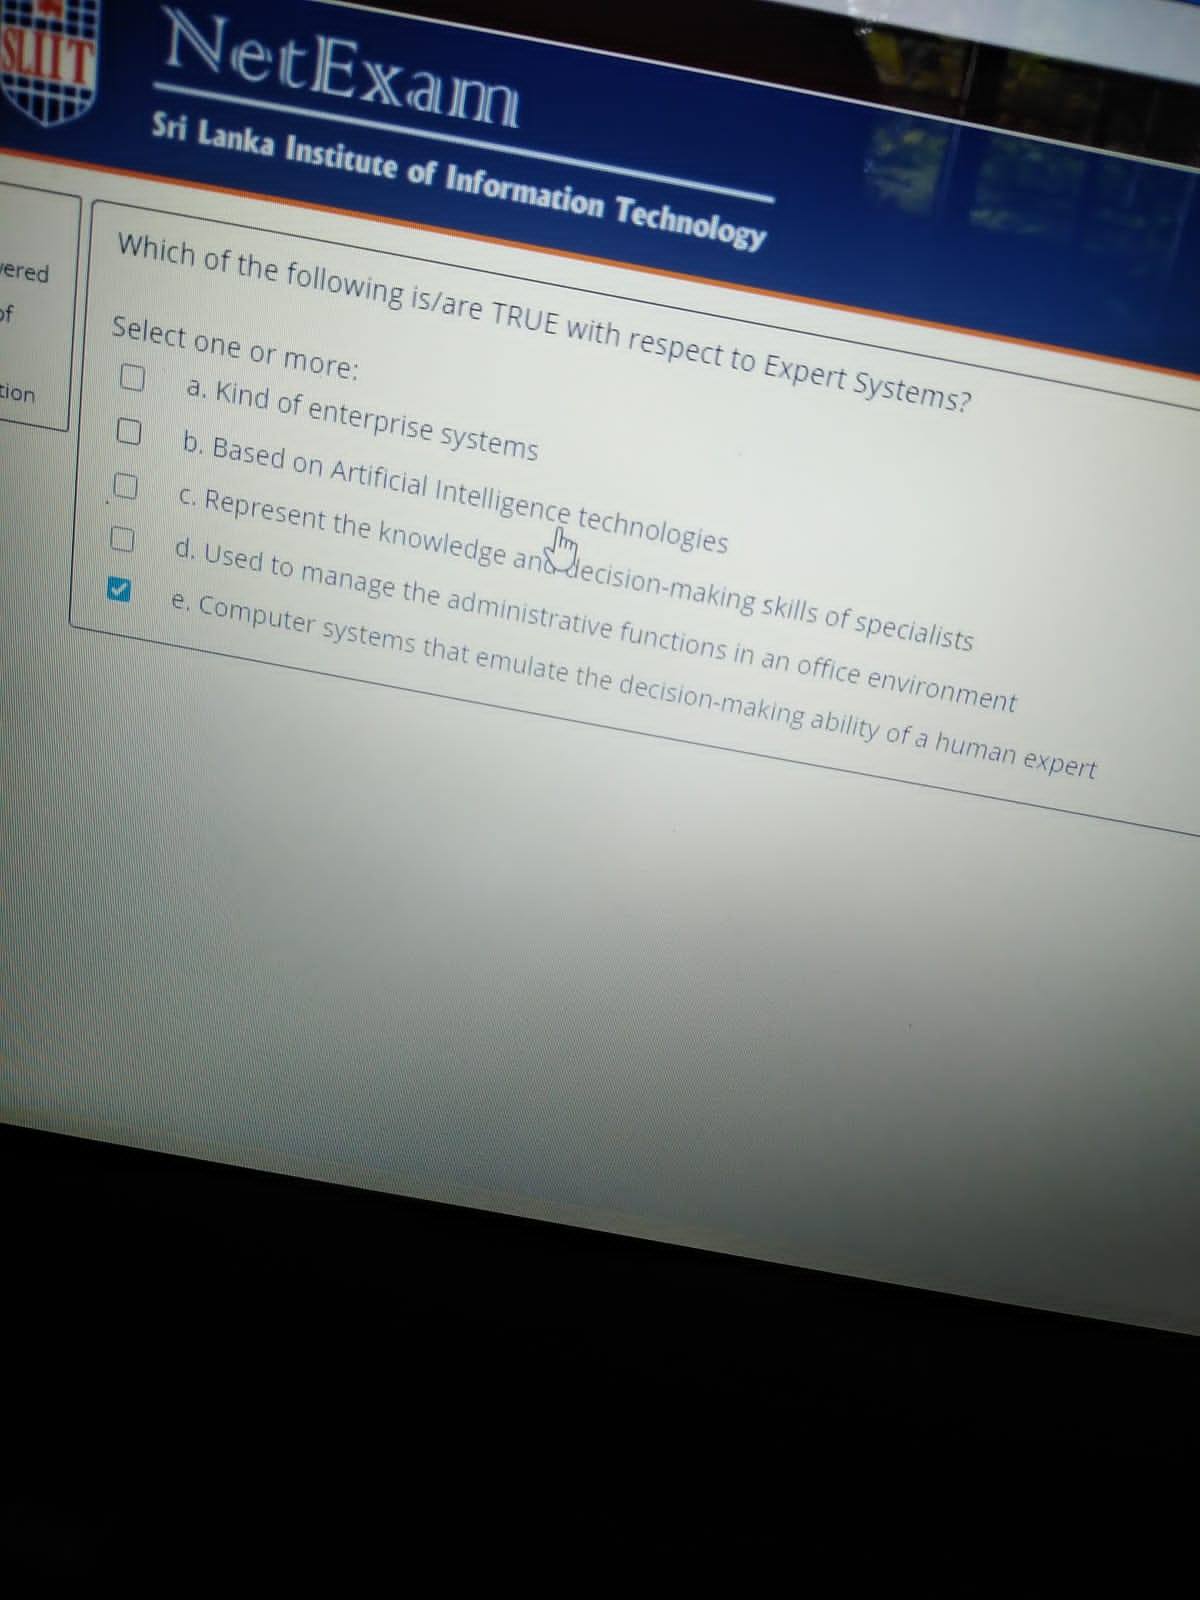 SLIIT
NetExam
Sri Lanka Institute of Information Technology
vered
of
tion
Which of the following is/are TRUE with respect to Expert Systems?
Select one or more:
a. Kind of enterprise systems
b. Based on Artificial Intelligence technologies
c. Represent the knowledge and decision-making skills of specialists
d. Used to manage the administrative functions in an office environment
e. Computer systems that emulate the decision-making ability of a human expert